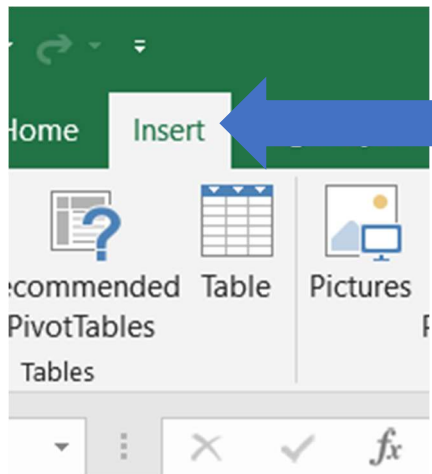 Home Insert
ecommended Table Pictures
PivotTables
Tables
fx